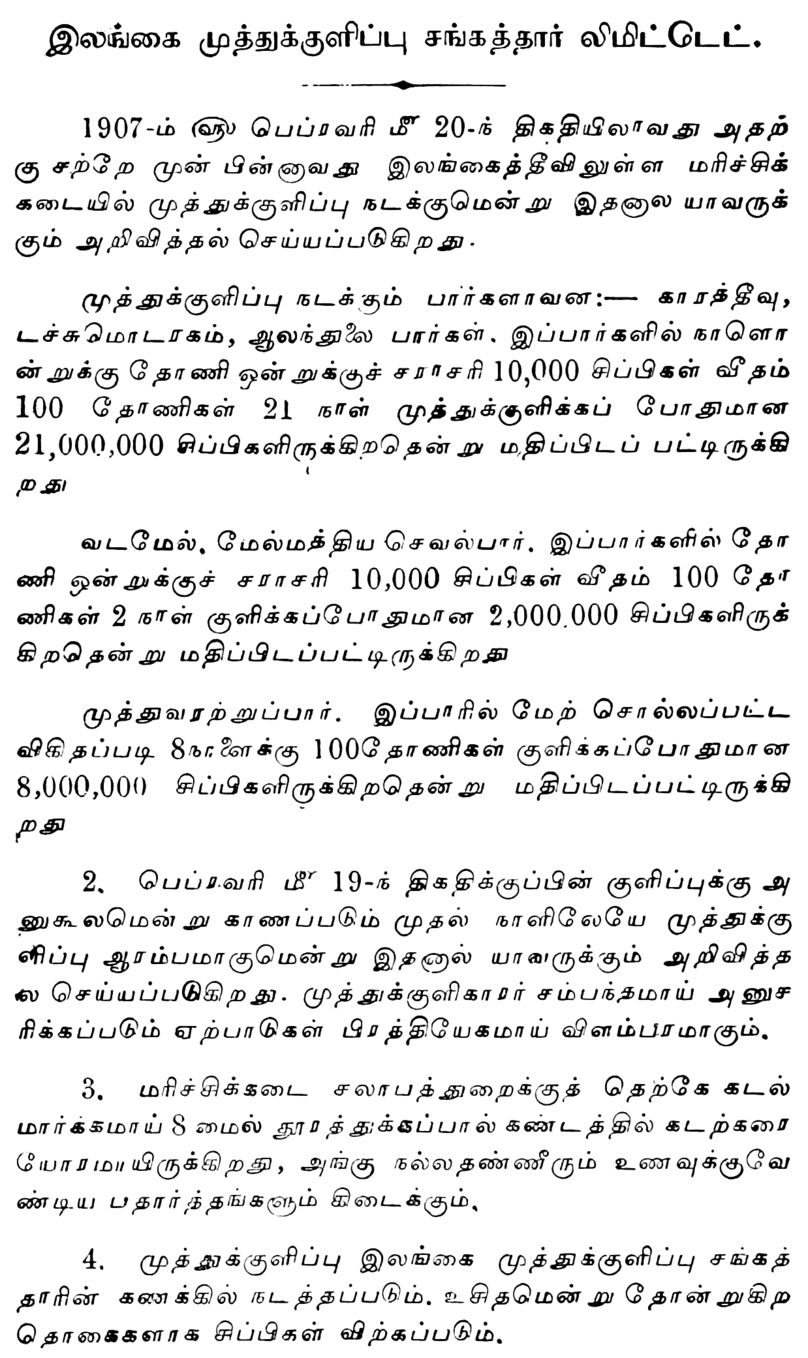 இலங்கை முத்துக்குளிப்பு சங்கத்தார் லிமிட்டெட்.
1907-ம் ௵ பெப்ரவரி ௴ 20-ந் திகதியிலாவது அதற்
கு சற்றே முன் பின்னாவது இலங்கைத்தீவிலுள்ள மரிச்சிக்
கடையில் முத்துக்குளிப்பு நடக்குமென்று இதனால யாவருக்
கும் அறிவித்தல் செய்யப்படுகிறது.
முத்துக்குளிப்பு நடக்கும் பார்களாவன:— காரத்தீவு,
டச்சுமொடரகம், ஆலந்துலை பார்கள். இப்பார்களில் நாளொ
ன்றுக்கு தோணி ஒன்றுக்குச் சராசரி 10,000 சிப்பிகள் வீதம்
100 தோணிகள் 21 நாள் முத்துக்குளிக்கப் போதுமான
21,000,000 சிப்பிகளிருக்கிறதென்று மதிப்பிடப் பட்டிருக்கி
றது
வடமேல், மேல்மத்திய செவல்பார். இப்பார்களில் தோ
ணி ஒன்றுக்குச் சராசரி 10,000 சிப்பிகள் வீதம் 100 தோ
ணிகள் 2 நாள் குளிக்கப்போதுமான 2,000,000 சிப்பிகளிருக்
கிறதென்று மதிப்பிடப்பட்டிருக்கிறது
முத்துவரற்றுப்பார். இப்பாரில் மேற் சொல்லப்பட்ட
விகிதப்படி 8நாளைக்கு 100தோணிகள் குளிக்கப்போதுமான
8,000,000 சிப்பிகளிருக்கிறதென்று மதிப்பிடப்பட்டிருக்கி
றது
2. பெப்ரவரி ௴ 19-ந் திகதிக்குப்பின் குளிப்புக்கு அ
னுகூலமென்று காணப்படும் முதல் நாளிலேயே முத்துக்கு
ளிப்பு ஆரம்பமாகுமென்று இதனால் யாவருக்கும் அறிவித்த
ல் செய்யப்படுகிறது. முத்துக்குளிகாரர் சம்பந்தமாய் அனுச
ரிக்கப்படும் ஏற்பாடுகள் பிரத்தியேகமாய் விளம்பரமாகும்.
3. மரிச்சிக்கடை சலாபத்துறைக்குத் தெற்கே கடல்
மார்க்கமாய் 8 மைல் தூரத்துக்கப்பால் கண்டத்தில் கடற்கரை
யோரமாயிருக்கிறது, அங்கு நல்லதண்ணீரும் உணவுக்குவே
ண்டிய பதார்த்தங்களும் கிடைக்கும்.
4. முத்துக்குளிப்பு இலங்கை முத்துக்குளிப்பு சங்கத்
தாரின் கணக்கில் நடத்தப்படும். உசிதமென்று தோன்றுகிற
தொகைகளாக சிப்பிகள் விற்கப்படும்.